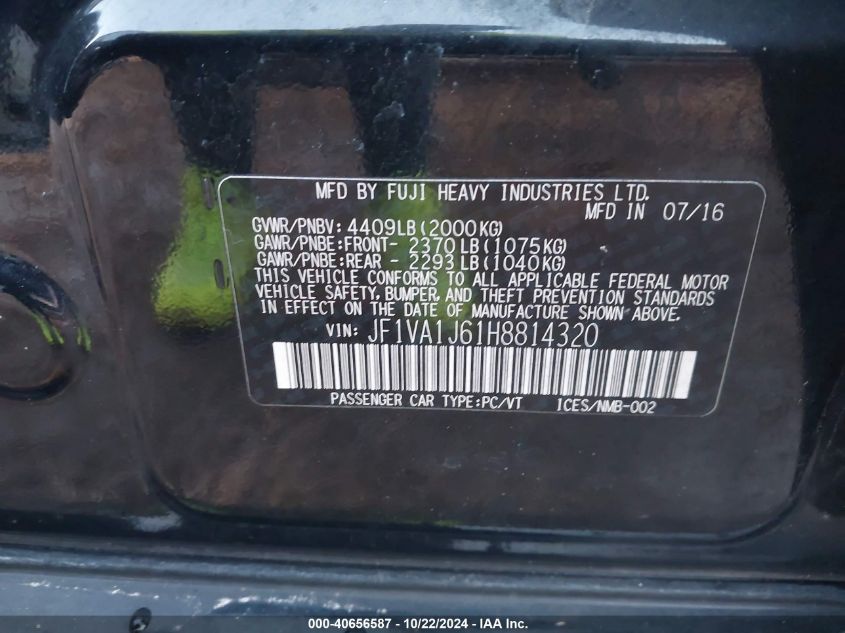 MFD BY FUJI HEAVY INDUSTRIES LTD.
MFD IN 07/16
GVWR/PNBV: 4409LB(2000KG)
GAWR/PNBE:FRONT- 2370LB(1075KG)
GAWR/PNBE:REAR - 2293LB(1040KG)
THIS VEHICLE CONFORMS TO ALL APPLICABLE FEDERAL MOTOR
VEHICLE SAFETY, BUMPER, AND THEFT PREVENTION STANDARDS
IN EFFECT ON THE DATE OF MANUFACTURE SHOWN ABOVE.
VIN: JF1VA1J61H8814320
PASSENGER CAR TYPE:PC/VT ICES/NMB-002
000-40656587 - 10/22/2024 - IAAI Inc.